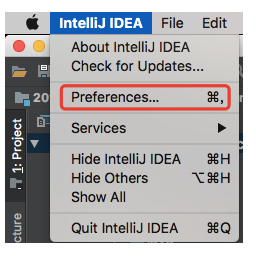 IntelliJ IDEA File Edit
About IntelliJ IDEA
Check for Updates...
20
Preferences... ⌘,
1: Project
Services ▶
Hide IntelliJ IDEA ⌘H
Hide Others ⌥⌘H
Show All
Quit IntelliJ IDEA ⌘Q
cture